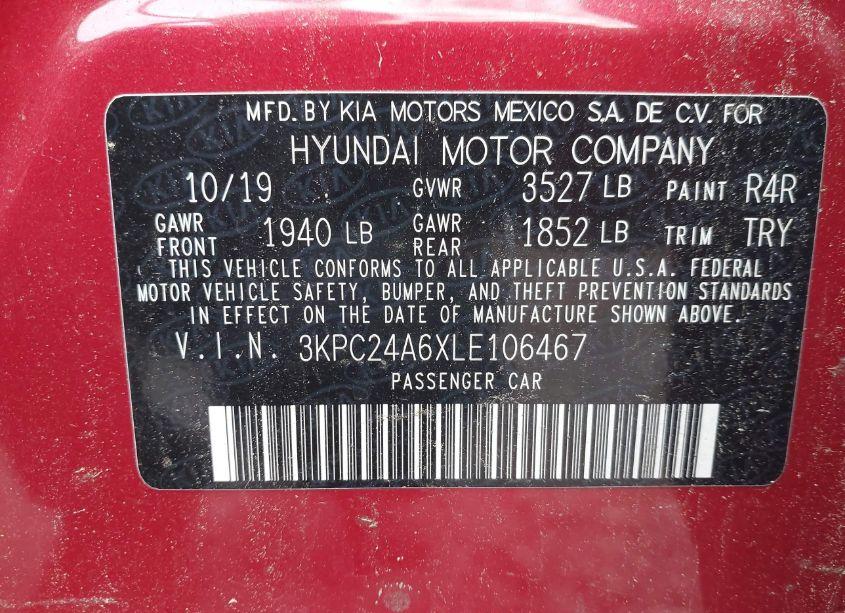 MFD. BY KIA MOTORS MEXICO S.A. DE C.V. FOR
HYUNDAI MOTOR COMPANY
10/19 GVWR 3527 LB PAINT R4R
GAWR FRONT 1940 LB GAWR REAR 1852 LB TRIM TRY
THIS VEHICLE CONFORMS TO ALL APPLICABLE U.S.A. FEDERAL
MOTOR VEHICLE SAFETY, BUMPER, AND THEFT PREVENTION STANDARDS
IN EFFECT ON THE DATE OF MANUFACTURE SHOWN ABOVE.
V.I.N. 3KPC24A6XLE106467
PASSENGER CAR